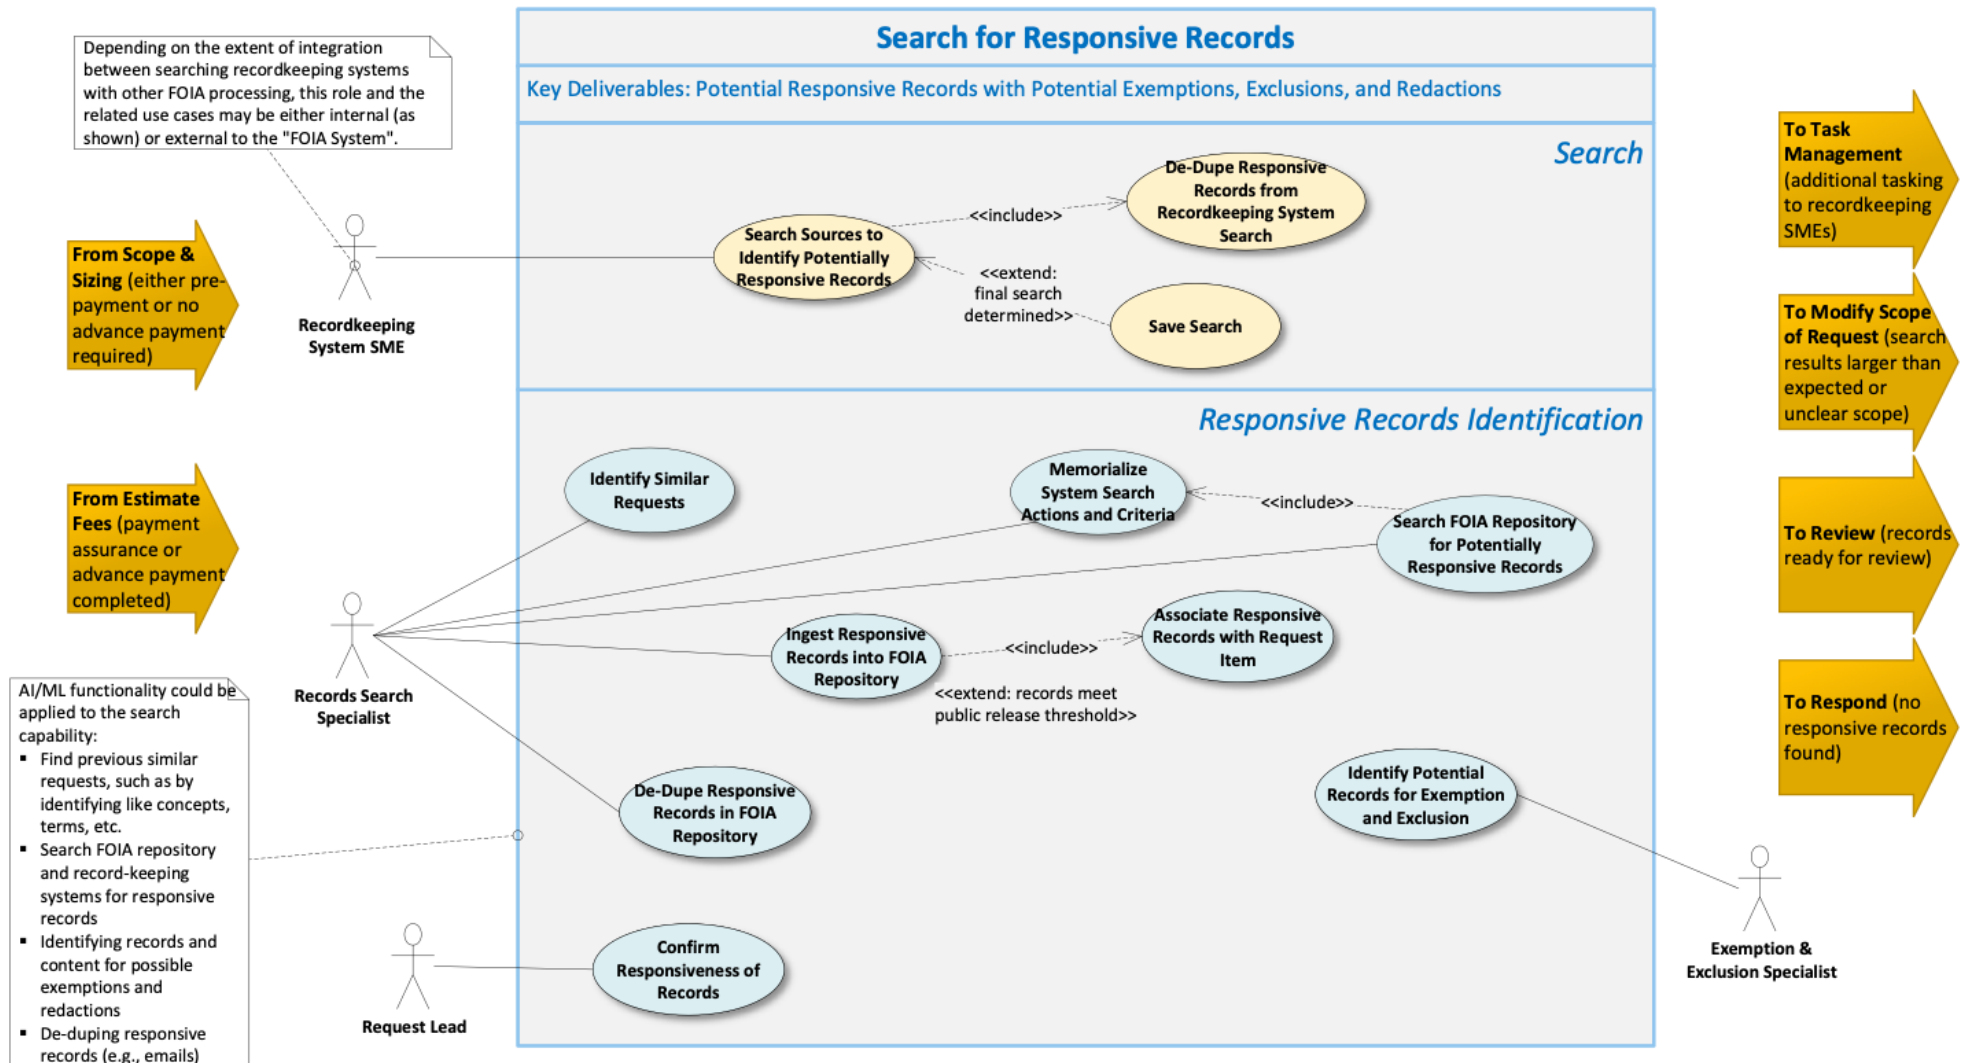 Search for Responsive Records
Key Deliverables: Potential Responsive Records with Potential Exemptions, Exclusions, and Redactions
Depending on the extent of integration
between searching recordkeeping systems
with other FOIA processing, this role and the
related use cases may be either internal (as
shown) or external to the "FOIA System".
From Scope &
Sizing (either pre-
payment or no
advance payment
required)
Recordkeeping
System SME
Search
Search Sources to
Identify Potentially
Responsive Records
<<include>>
De-Dupe Responsive
Records from
Recordkeeping System
Search
<<extend:
final search
determined>>
Save Search
To Task
Management
(additional tasking
to recordkeeping
SMEs)
To Modify Scope
of Request (search
results larger than
expected or
unclear scope)
To Review (records
ready for review)
To Respond (no
responsive records
found)
From Estimate
Fees (payment
assurance or
advance payment
completed)
Records Search
Specialist
Responsive Records Identification
Identify Similar
Requests
Memorialize
System Search
Actions and Criteria
<<include>>
Search FOIA Repository
for Potentially
Responsive Records
Ingest Responsive
Records into FOIA
Repository
<<include>>
Associate Responsive
Records with Request
Item
<<extend: records meet
public release threshold>>
De-Dupe Responsive
Records in FOIA
Repository
Identify Potential
Records for Exemption
and Exclusion
Exemption &
Exclusion Specialist
Confirm
Responsiveness of
Records
Request Lead
AI/ML functionality could be
applied to the search
capability:
▪ Find previous similar
requests, such as by
identifying like concepts,
terms, etc.
▪ Search FOIA repository
and record-keeping
systems for responsive
records
▪ Identifying records and
content for possible
exemptions and
redactions
▪ De-duping responsive
records (e.g., emails)